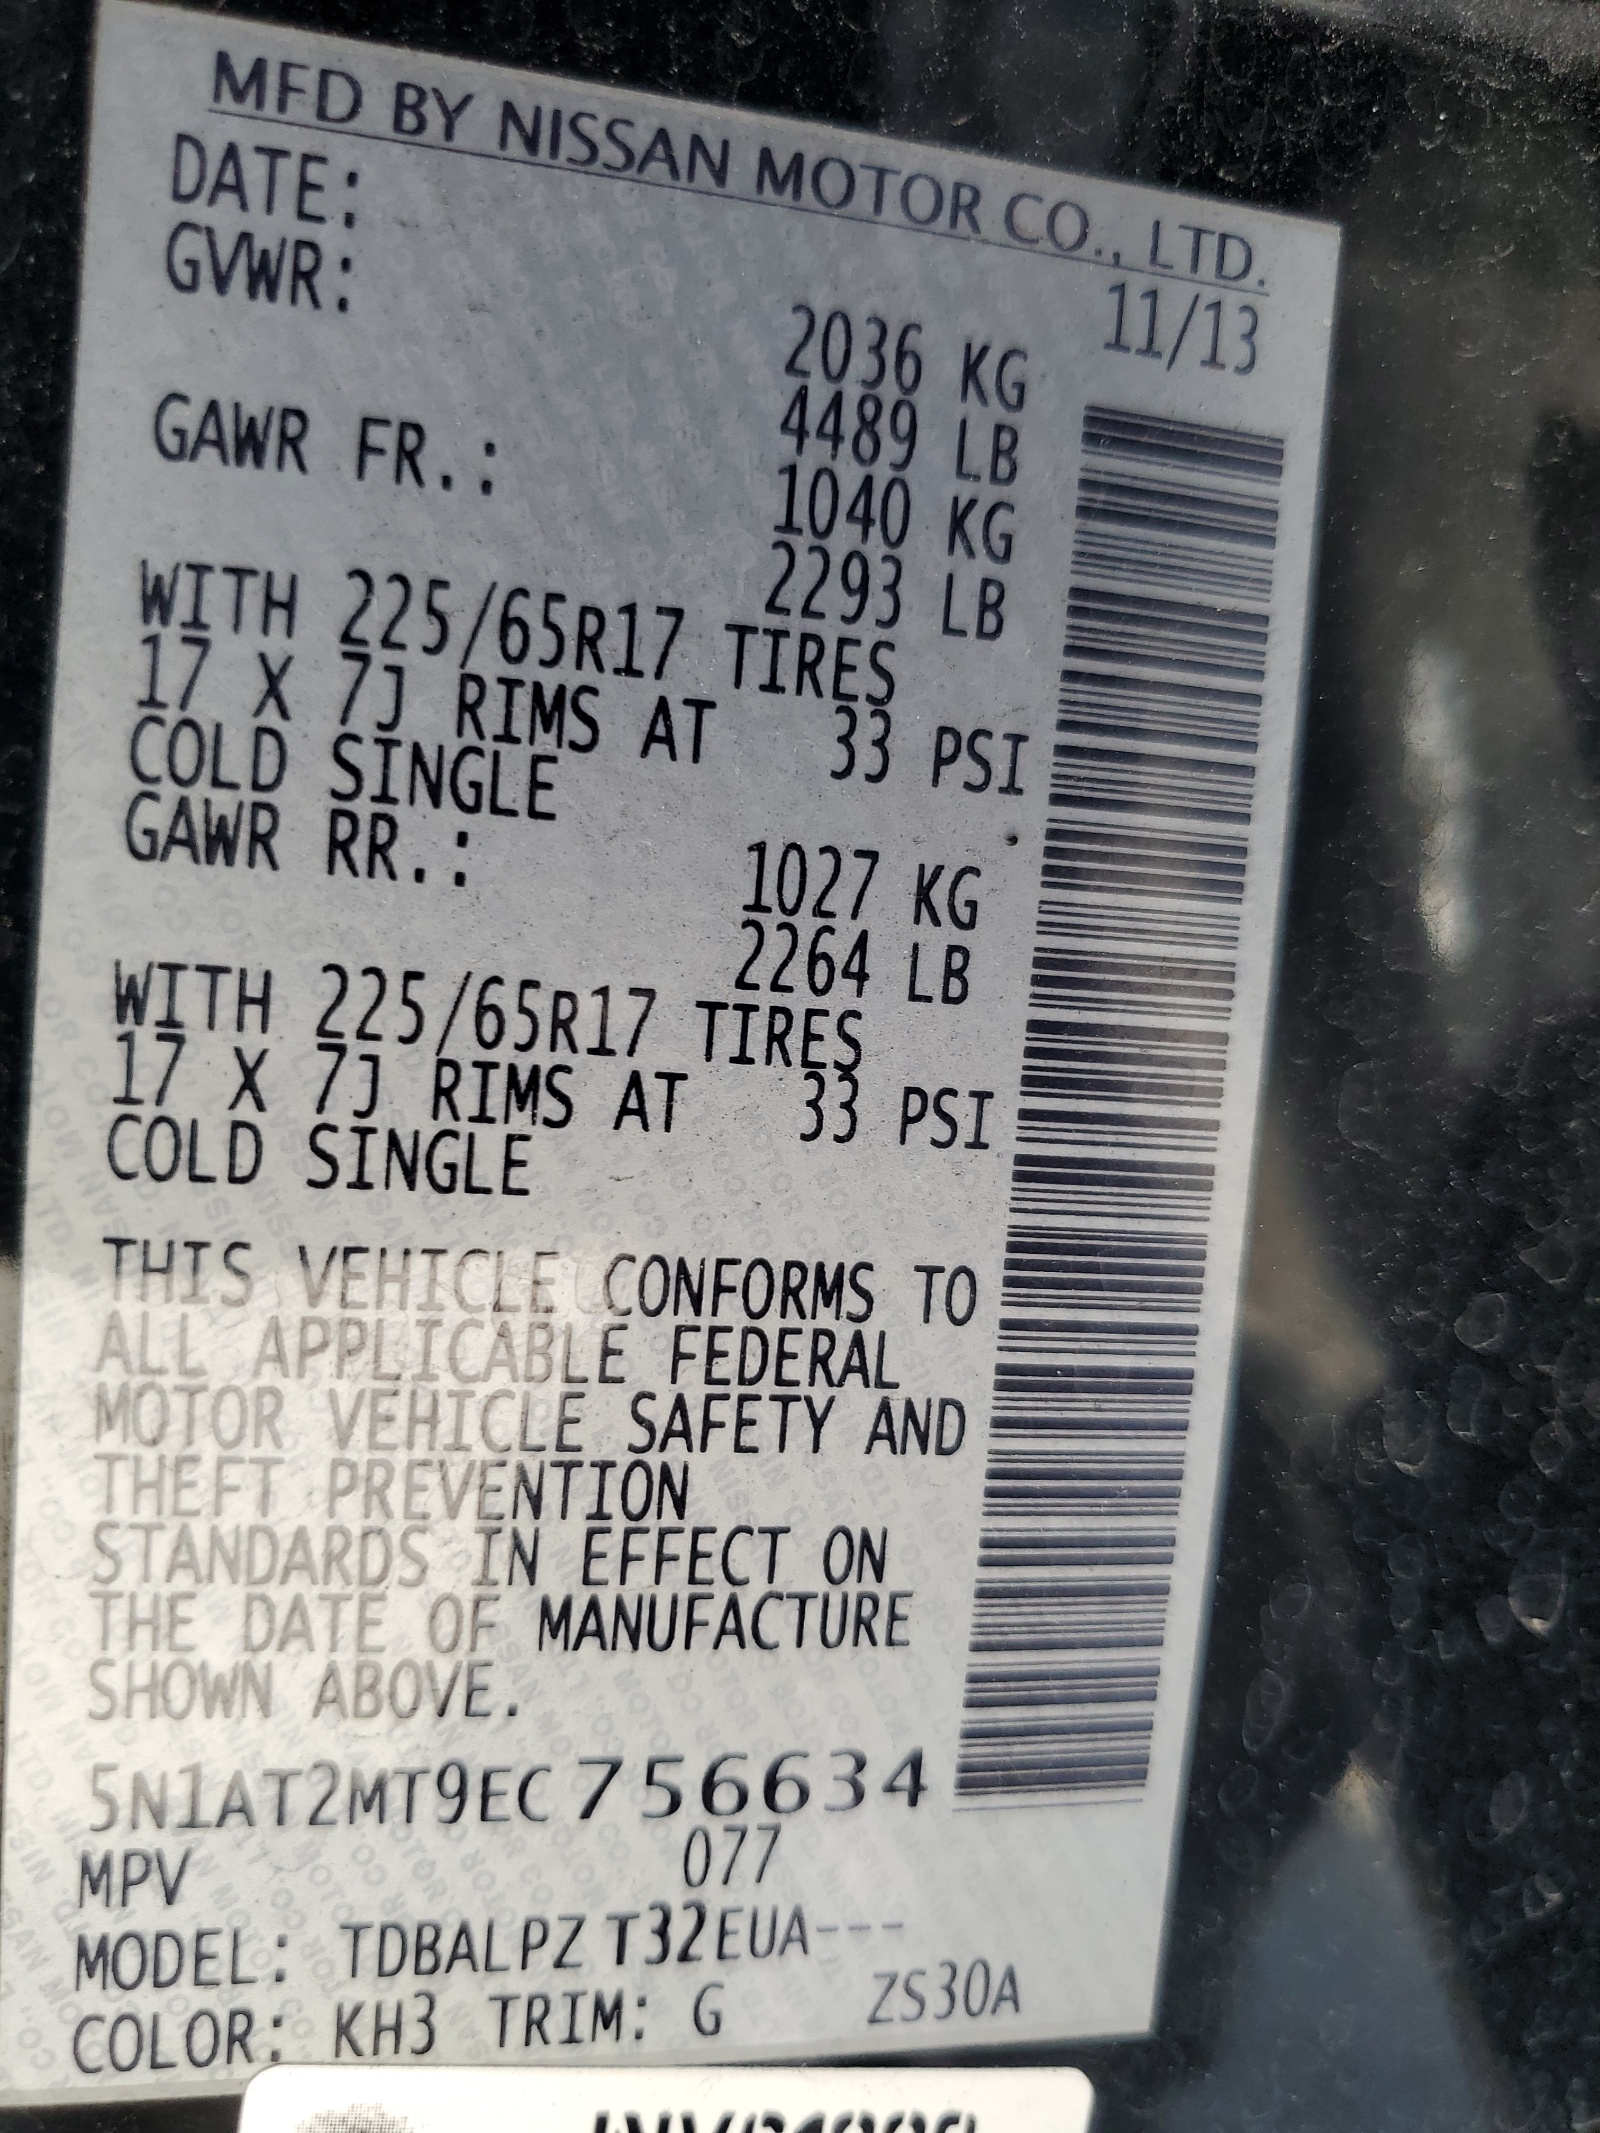 MFD BY NISSAN MOTOR CO., LTD.
DATE: 11/13
GVWR: 2036 KG
4489 LB
GAWR FR.: 1040 KG
2293 LB
WITH 225/65R17 TIRES
17 X 7J RIMS AT 33 PSI
COLD SINGLE
GAWR RR.: 1027 KG
2264 LB
WITH 225/65R17 TIRES
17 X 7J RIMS AT 33 PSI
COLD SINGLE
THIS VEHICLE CONFORMS TO
ALL APPLICABLE FEDERAL
MOTOR VEHICLE SAFETY AND
THEFT PREVENTION
STANDARDS IN EFFECT ON
THE DATE OF MANUFACTURE
SHOWN ABOVE.
5N1AT2MT9EC756634
MPV 077
MODEL: TDBALPZ T32EUA---
COLOR: KH3 TRIM: G ZS30A